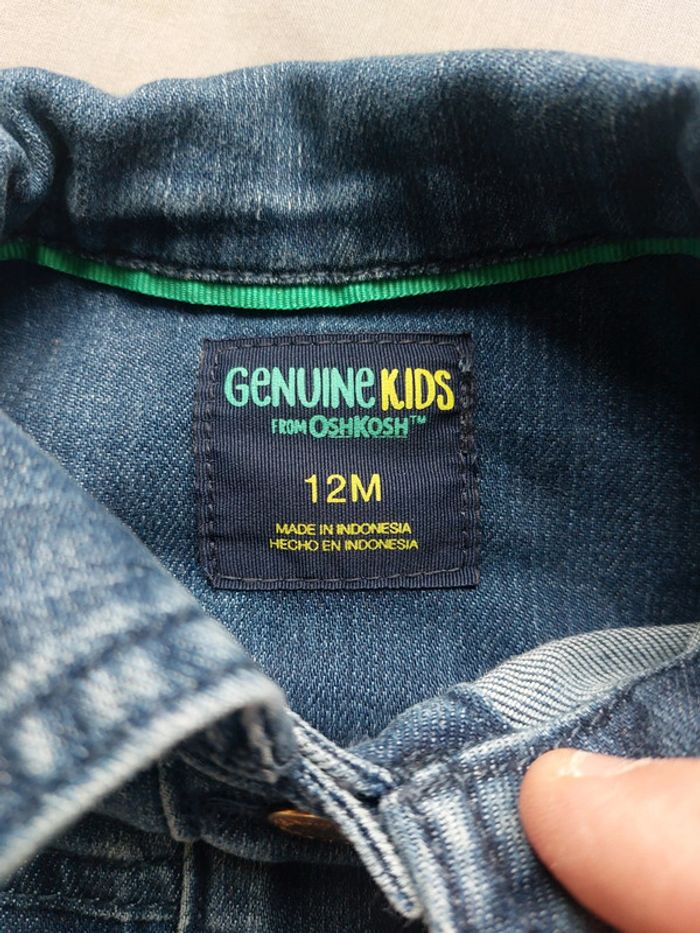 GENUINE KIDS
FROM OSHKOSH™
12M
MADE IN INDONESIA
HECHO EN INDONESIA